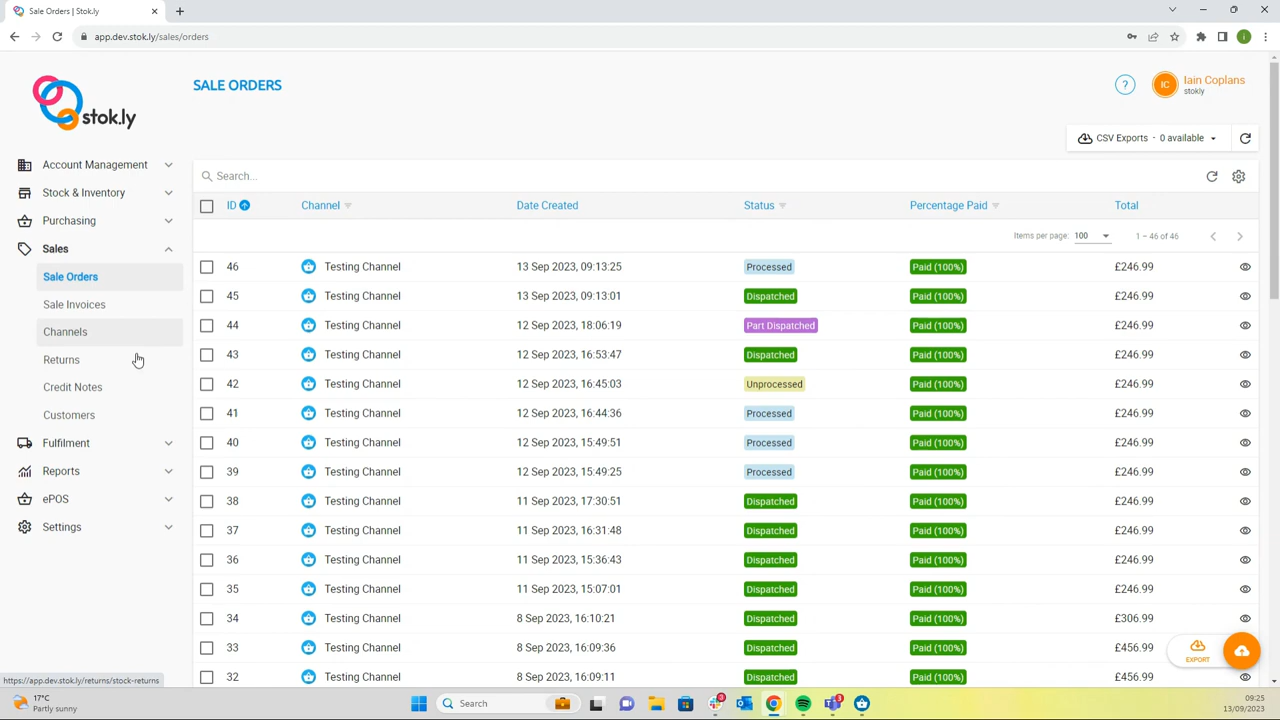 Sale Orders | Stok.ly
app.dev.stok.ly/sales/orders
i
stok.ly
SALE ORDERS
?
IC
Iain Coplans
stokly
CSV Exports - 0 available
Account Management
Stock & Inventory
Purchasing
Sales
Sale Orders
Sale Invoices
Channels
Returns
Credit Notes
Customers
Fulfilment
Reports
ePOS
Settings
Search...
ID Channel Date Created Status Percentage Paid Total
Items per page: 100 1 – 46 of 46
46 Testing Channel 13 Sep 2023, 09:13:25 Processed Paid (100%) £246.99
45 Testing Channel 13 Sep 2023, 09:13:01 Dispatched Paid (100%) £246.99
44 Testing Channel 12 Sep 2023, 18:06:19 Part Dispatched Paid (100%) £246.99
43 Testing Channel 12 Sep 2023, 16:53:47 Dispatched Paid (100%) £246.99
42 Testing Channel 12 Sep 2023, 16:45:03 Unprocessed Paid (100%) £246.99
41 Testing Channel 12 Sep 2023, 16:44:36 Processed Paid (100%) £246.99
40 Testing Channel 12 Sep 2023, 15:49:51 Processed Paid (100%) £246.99
39 Testing Channel 12 Sep 2023, 15:49:25 Processed Paid (100%) £246.99
38 Testing Channel 11 Sep 2023, 17:30:51 Dispatched Paid (100%) £246.99
37 Testing Channel 11 Sep 2023, 16:31:48 Dispatched Paid (100%) £246.99
36 Testing Channel 11 Sep 2023, 15:36:43 Dispatched Paid (100%) £246.99
35 Testing Channel 11 Sep 2023, 15:07:01 Dispatched Paid (100%) £246.99
34 Testing Channel 8 Sep 2023, 16:10:21 Dispatched Paid (100%) £306.99
33 Testing Channel 8 Sep 2023, 16:09:36 Dispatched Paid (100%) £456.99
32 Testing Channel 8 Sep 2023, 16:09:11 Dispatched Paid (100%) £456.99
EXPORT
https://app.dev.stok.ly/returns/stock-returns
17°C
Partly sunny
Search
09:25
13/09/2023